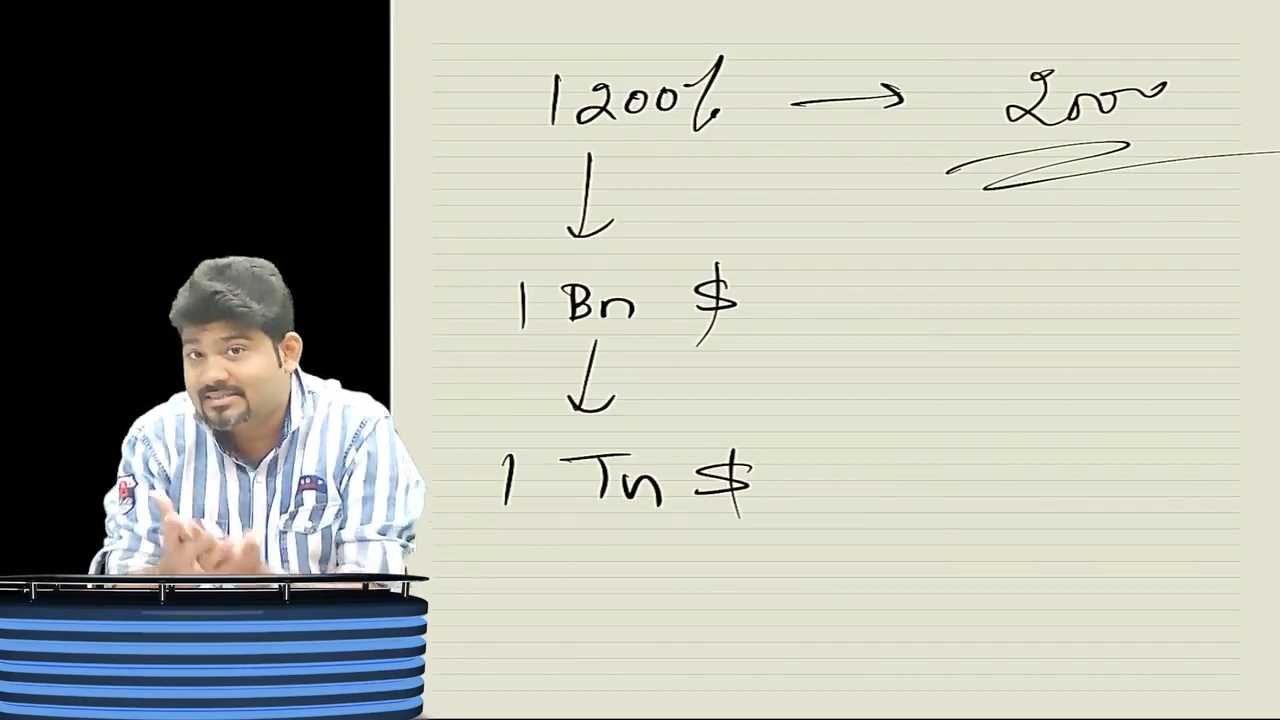 1200% → 2000
↓
1 Bn $
↓
1 Tn $